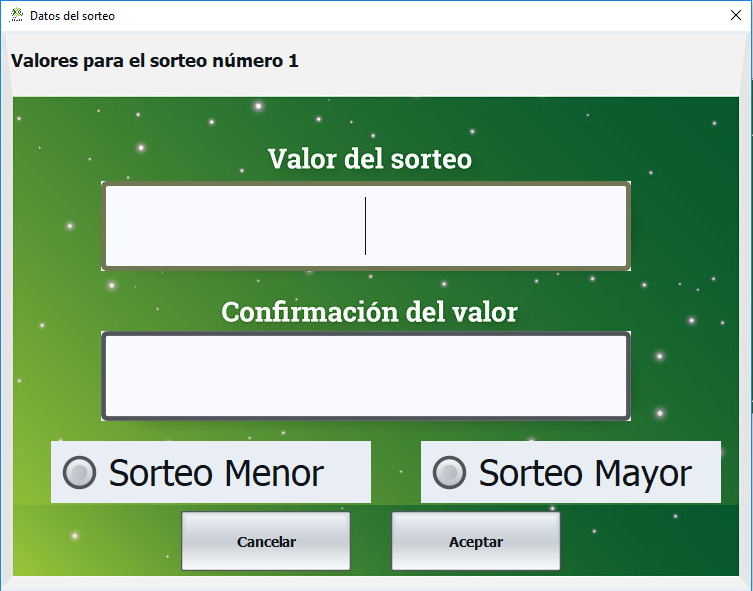 Datos del sorteo
Valores para el sorteo número 1
Valor del sorteo
Confirmación del valor
Sorteo Menor
Sorteo Mayor
Cancelar
Aceptar